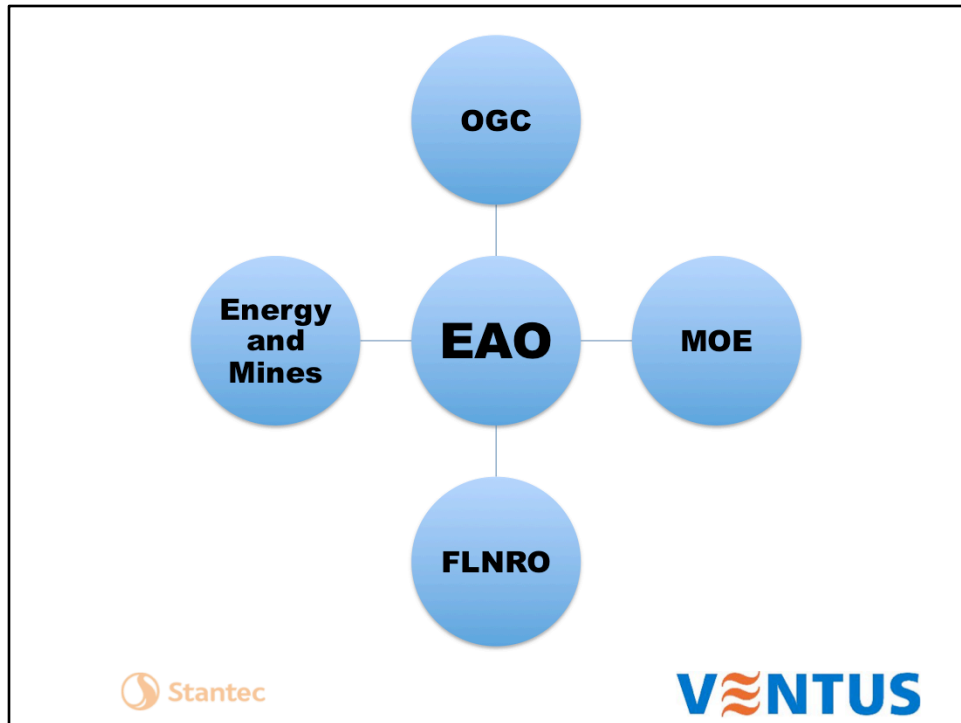 OGC
Energy
and
Mines
EAO
MOE
FLNRO
Stantec
VENTUS